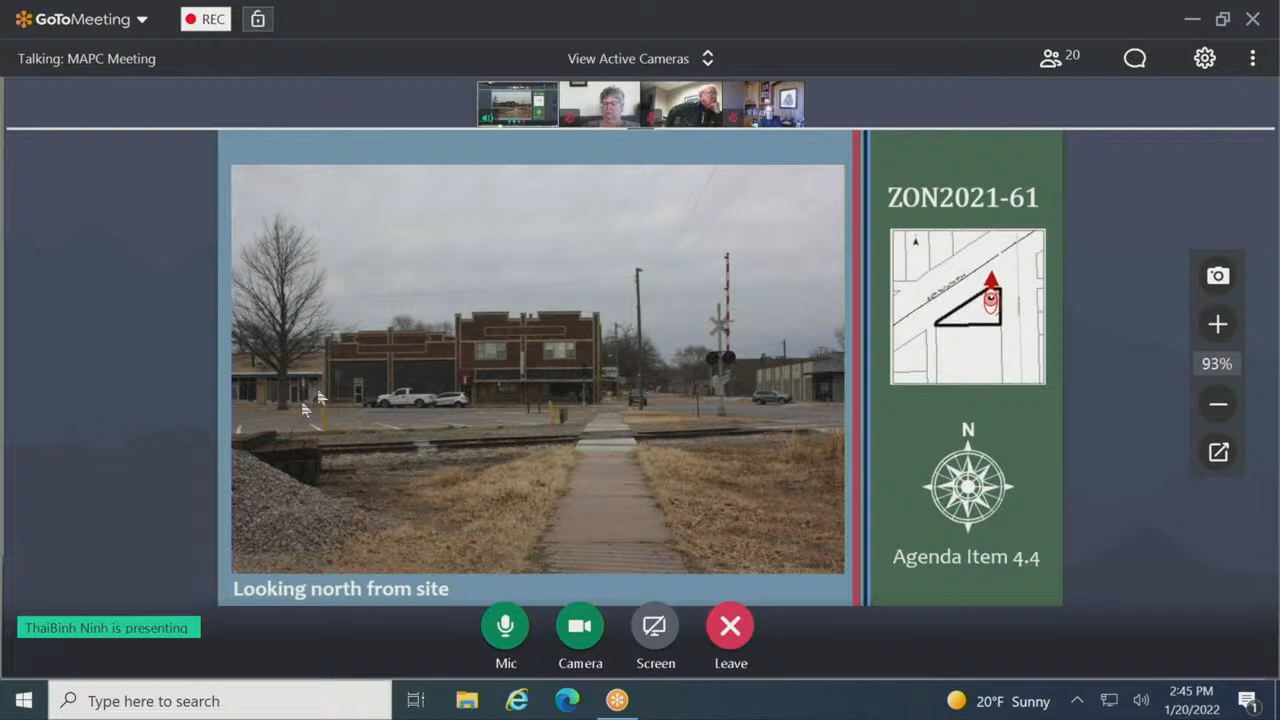 GoToMeeting
REC
Talking: MAPC Meeting
View Active Cameras
20
ZON2021-61
93%
N
Agenda Item 4.4
Looking north from site
ThaiBinh Ninh is presenting
Mic
Camera
Screen
Leave
Type here to search
20°F Sunny
2:45 PM
1/20/2022
1